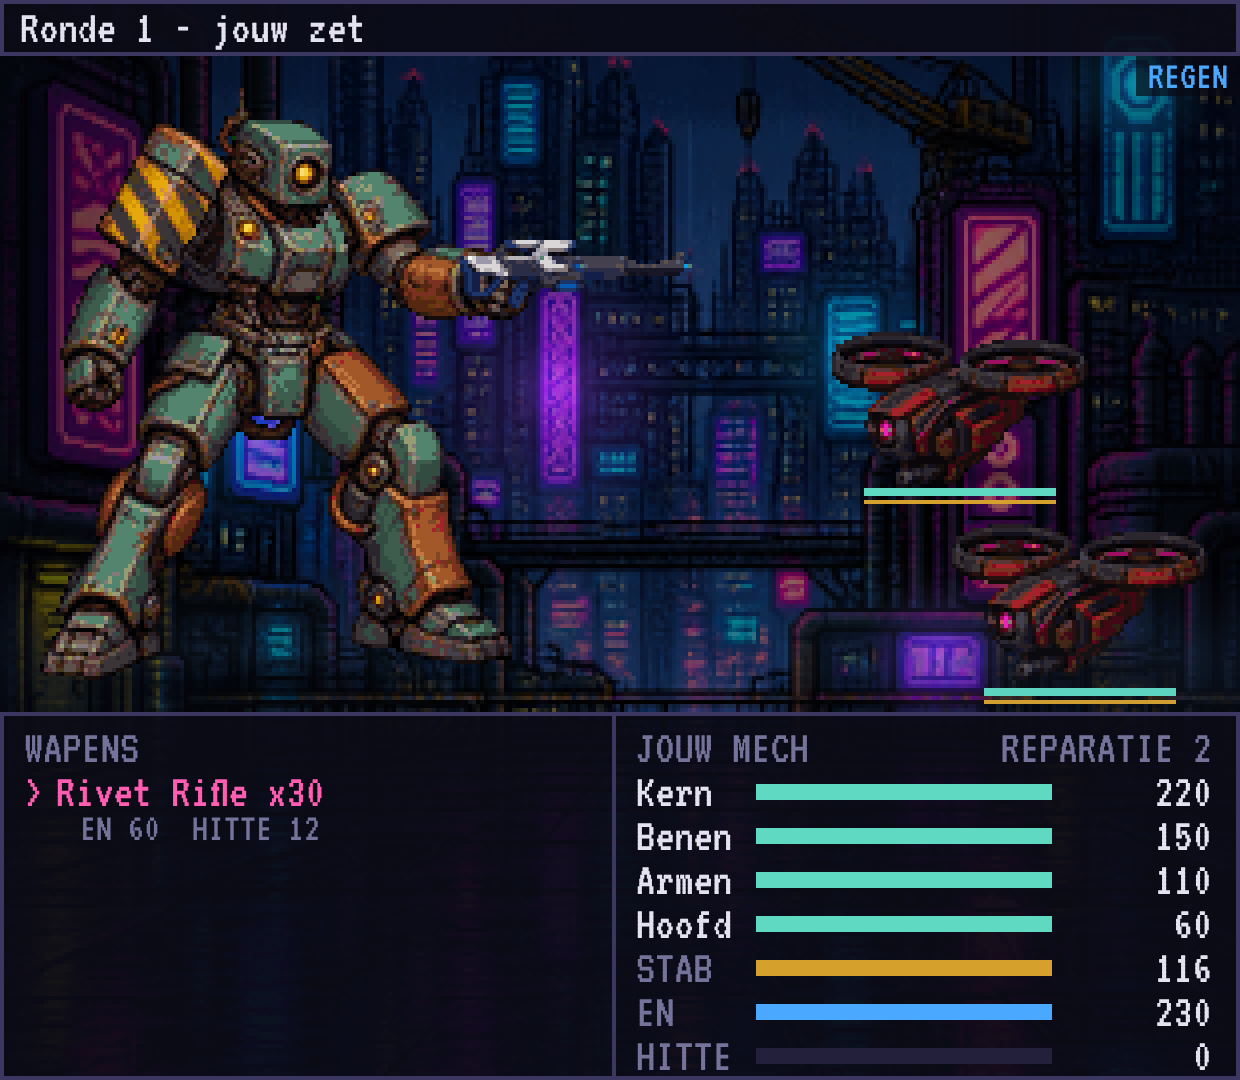 Ronde 1 - jouw zet
REGEN
WAPENS
> Rivet Rifle x30
EN 60 HITTE 12
JOUW MECH REPARATIE 2
Kern 220
Benen 150
Armen 110
Hoofd 60
STAB 116
EN 230
HITTE 0